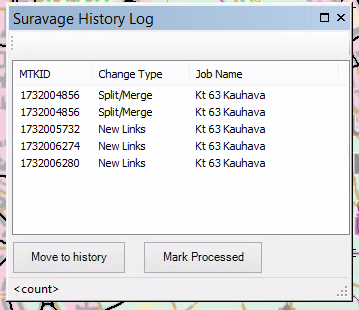 Suravage History Log
MTKID Change Type Job Name
1732004856 Split/Merge Kt 63 Kauhava
1732004856 Split/Merge Kt 63 Kauhava
1732005732 New Links Kt 63 Kauhava
1732006274 New Links Kt 63 Kauhava
1732006280 New Links Kt 63 Kauhava
Move to history Mark Processed
<count>